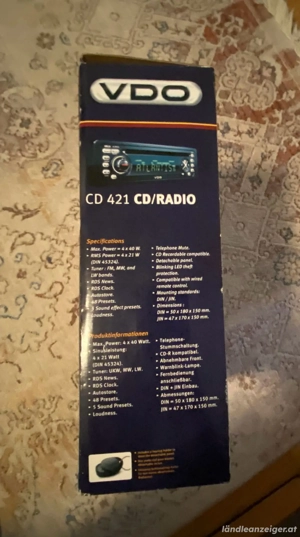 VDO
ATLANTIS
CD 421 CD/RADIO
Specifications
• Max. Power = 4 x 40 W.
• RMS Power = 4 x 21 W
(DIN 45324).
• Tuner : FM, MW, and
LW bands.
• RDS News.
• RDS Clock.
• Autostore.
• 48 Presets.
• 5 Sound effect presets.
• Loudness.
• Telephone Mute.
• CD Recordable compatible.
• Detachable panel.
• Blinking LED theft
protection.
• Compatible with wired
remote control.
• Mounting standards:
DIN / JIN.
• Dimensions :
DIN = 50 x 180 x 150 mm.
JIN = 47 x 170 x 150 mm.
Produktinformationen
• Max. Power: 4 x 40 Watt.
• Sinusleistung:
4 x 21 Watt
(DIN 45324).
• Tuner: UKW, MW, LW.
• RDS News.
• RDS Clock.
• Autostore.
• 48 Presets.
• 5 Sound Presets.
• Loudness.
• Telephone-
Stummschaltung.
• CD-R kompatibel.
• Abnehmbare Front.
• Warnblink-Lampe.
• Fernbedienung
anschließbar.
• DIN + JIN Einbau.
• Abmessungen:
DIN = 50 x 180 x 150 mm.
JIN = 47 x 170 x 150 mm.
ländleanzeiger.at